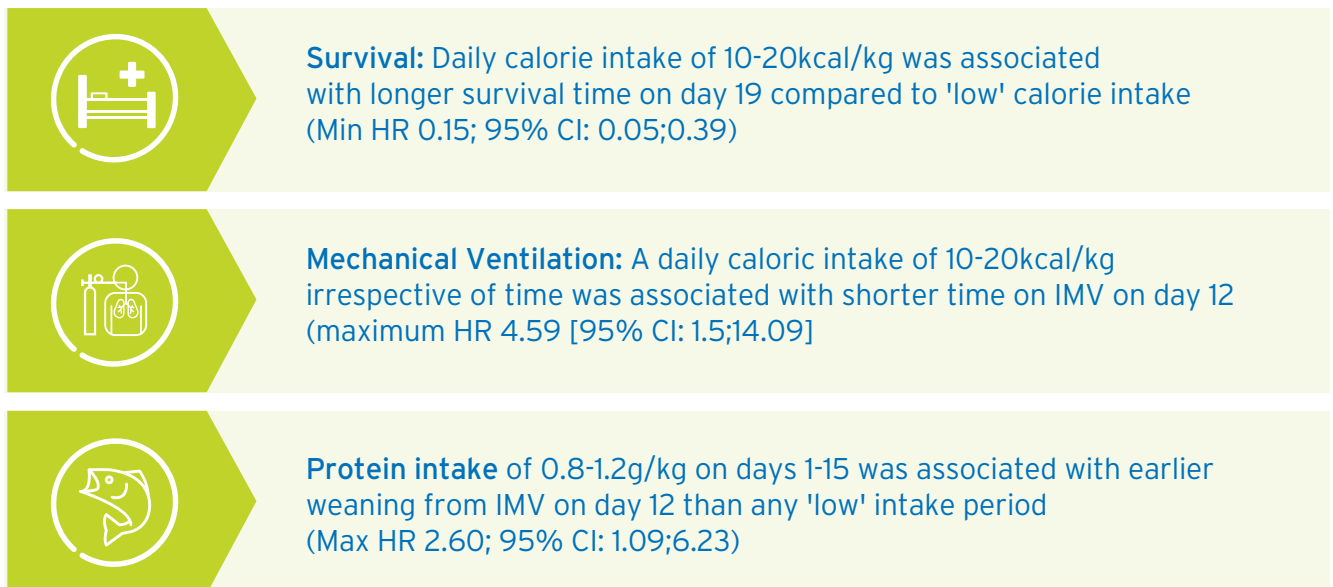 Survival: Daily calorie intake of 10-20kcal/kg was associated
with longer survival time on day 19 compared to 'low' calorie intake
(Min HR 0.15; 95% CI: 0.05;0.39)
Mechanical Ventilation: A daily caloric intake of 10-20kcal/kg
irrespective of time was associated with shorter time on IMV on day 12
(maximum HR 4.59 [95% CI: 1.5;14.09]
Protein intake of 0.8-1.2g/kg on days 1-15 was associated with earlier
weaning from IMV on day 12 than any 'low' intake period
(Max HR 2.60; 95% CI: 1.09;6.23)